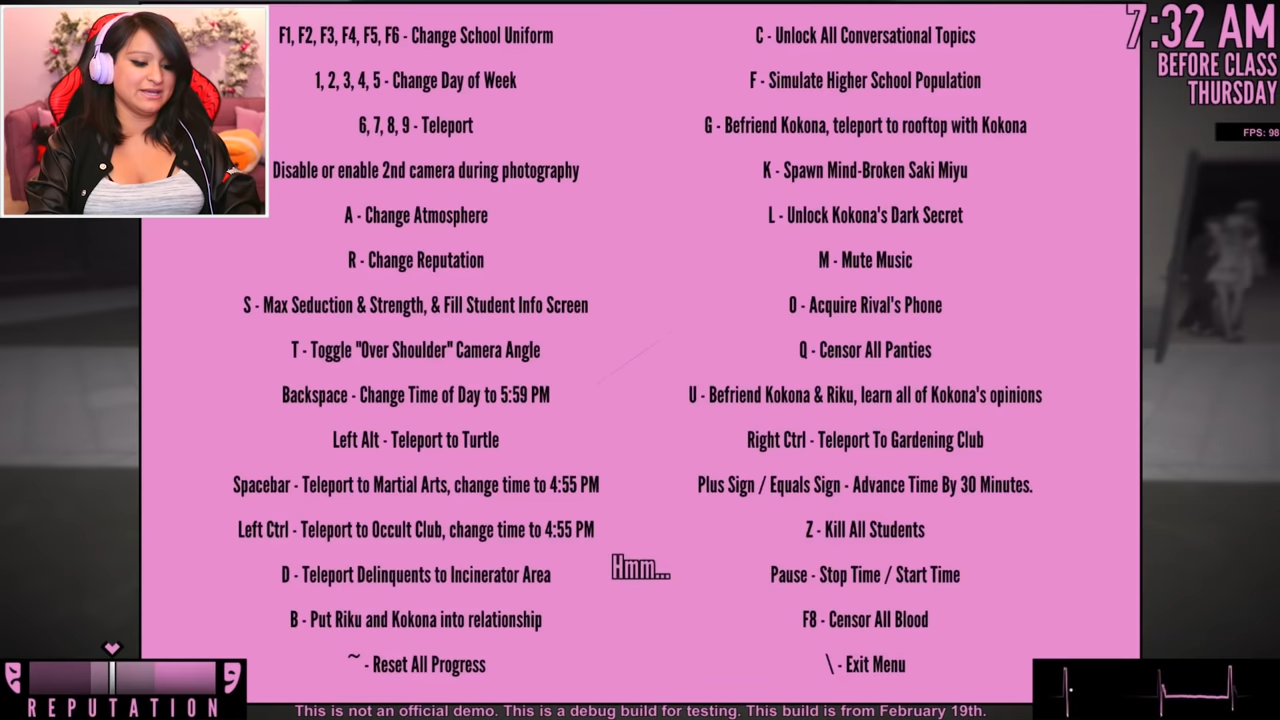 F1, F2, F3, F4, F5, F6 - Change School Uniform
1, 2, 3, 4, 5 - Change Day of Week
6, 7, 8, 9 - Teleport
Disable or enable 2nd camera during photography
A - Change Atmosphere
R - Change Reputation
S - Max Seduction & Strength, & Fill Student Info Screen
T - Toggle "Over Shoulder" Camera Angle
Backspace - Change Time of Day to 5:59 PM
Left Alt - Teleport to Turtle
Spacebar - Teleport to Martial Arts, change time to 4:55 PM
Left Ctrl - Teleport to Occult Club, change time to 4:55 PM
D - Teleport Delinquents to Incinerator Area
B - Put Riku and Kokona into relationship
~ - Reset All Progress
C - Unlock All Conversational Topics
F - Simulate Higher School Population
G - Befriend Kokona, teleport to rooftop with Kokona
K - Spawn Mind-Broken Saki Miyu
L - Unlock Kokona's Dark Secret
M - Mute Music
O - Acquire Rival's Phone
Q - Censor All Panties
U - Befriend Kokona & Riku, learn all of Kokona's opinions
Right Ctrl - Teleport To Gardening Club
Plus Sign / Equals Sign - Advance Time By 30 Minutes.
Z - Kill All Students
Pause - Stop Time / Start Time
F8 - Censor All Blood
\ - Exit Menu
Hmm...
7:32 AM
BEFORE CLASS
THURSDAY
FPS: 98
REPUTATION
This is not an official demo. This is a debug build for testing. This build is from February 19th.